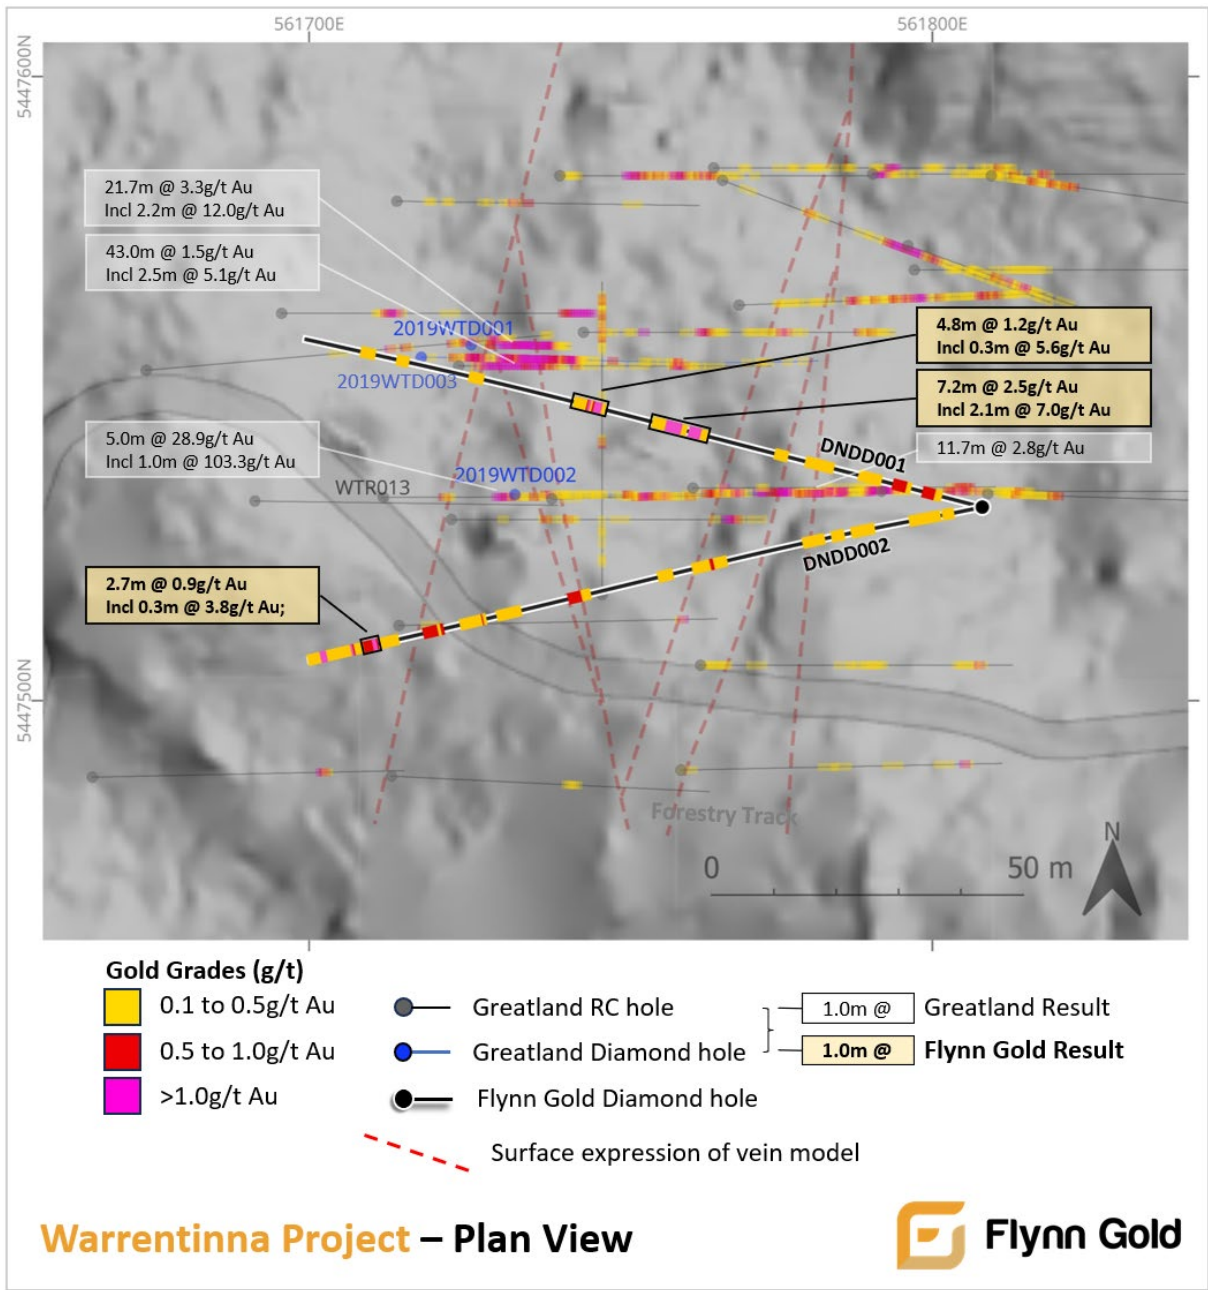 561700E
561800E
5447600N
21.7m @ 3.3g/t Au
Incl 2.2m @ 12.0g/t Au
43.0m @ 1.5g/t Au
Incl 2.5m @ 5.1g/t Au
4.8m @ 1.2g/t Au
Incl 0.3m @ 5.6g/t Au
2019WTD001
2019WTD003
7.2m @ 2.5g/t Au
Incl 2.1m @ 7.0g/t Au
5.0m @ 28.9g/t Au
Incl 1.0m @ 103.3g/t Au
DNDD001
11.7m @ 2.8g/t Au
2019WTD002
WTR013
DNDD002
2.7m @ 0.9g/t Au
Incl 0.3m @ 3.8g/t Au;
5447500N
Forestry Track
N
0
50 m
Gold Grades (g/t)
0.1 to 0.5g/t Au
0.5 to 1.0g/t Au
>1.0g/t Au
Greatland RC hole
Greatland Diamond hole
Flynn Gold Diamond hole
1.0m @
Greatland Result
1.0m @
Flynn Gold Result
Surface expression of vein model
Warrentinna Project – Plan View
Flynn Gold